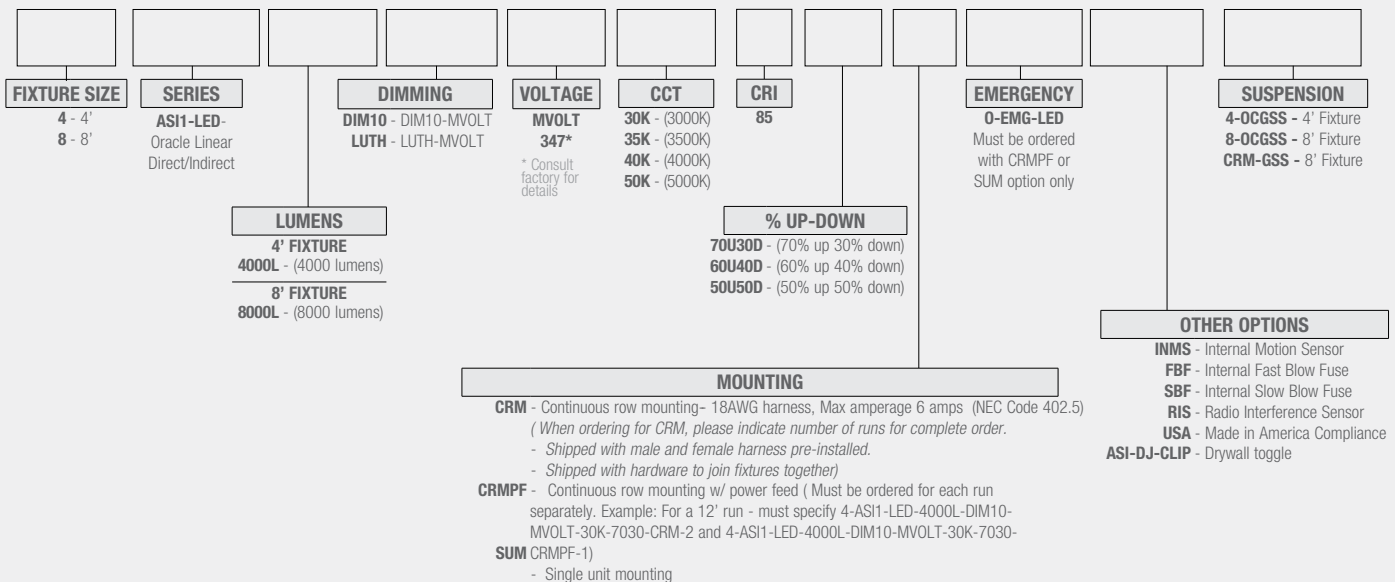 FIXTURE SIZE
4 - 4'
8 - 8'
SERIES
ASI1-LED-
Oracle Linear
Direct/Indirect
LUMENS
4' FIXTURE
4000L - (4000 lumens)
8' FIXTURE
8000L - (8000 lumens)
DIMMING
DIM10 - DIM10-MVOLT
LUTH - LUTH-MVOLT
VOLTAGE
MVOLT
347*
* Consult
factory for
details
CCT
30K - (3000K)
35K - (3500K)
40K - (4000K)
50K - (5000K)
CRI
85
% UP-DOWN
70U30D - (70% up 30% down)
60U40D - (60% up 40% down)
50U50D - (50% up 50% down)
MOUNTING
CRM - Continuous row mounting- 18AWG harness, Max amperage 6 amps (NEC Code 402.5)
( When ordering for CRM, please indicate number of runs for complete order.
- Shipped with male and female harness pre-installed.
- Shipped with hardware to join fixtures together)
CRMPF - Continuous row mounting w/ power feed ( Must be ordered for each run
separately. Example: For a 12' run - must specify 4-ASI1-LED-4000L-DIM10-
MVOLT-30K-7030-CRM-2 and 4-ASI1-LED-4000L-DIM10-MVOLT-30K-7030-
SUM CRMPF-1)
- Single unit mounting
EMERGENCY
O-EMG-LED
Must be ordered
with CRMPF or
SUM option only
OTHER OPTIONS
INMS - Internal Motion Sensor
FBF - Internal Fast Blow Fuse
SBF - Internal Slow Blow Fuse
RIS - Radio Interference Sensor
USA - Made in America Compliance
ASI-DJ-CLIP - Drywall toggle
SUSPENSION
4-OCGSS - 4' Fixture
8-OCGSS - 8' Fixture
CRM-GSS - 8' Fixture